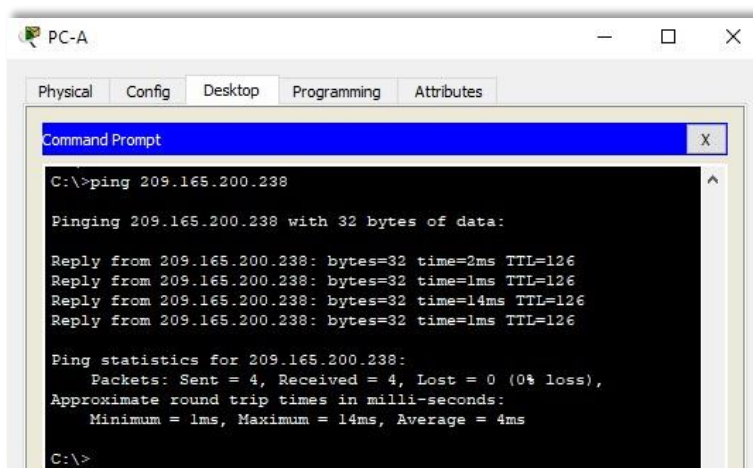 PC-A
Physical Config Desktop Programming Attributes
Command Prompt
X
C:\>ping 209.165.200.238
Pinging 209.165.200.238 with 32 bytes of data:
Reply from 209.165.200.238: bytes=32 time=2ms TTL=126
Reply from 209.165.200.238: bytes=32 time=1ms TTL=126
Reply from 209.165.200.238: bytes=32 time=14ms TTL=126
Reply from 209.165.200.238: bytes=32 time=1ms TTL=126
Ping statistics for 209.165.200.238:
Packets: Sent = 4, Received = 4, Lost = 0 (0% loss),
Approximate round trip times in milli-seconds:
Minimum = 1ms, Maximum = 14ms, Average = 4ms
C:\>